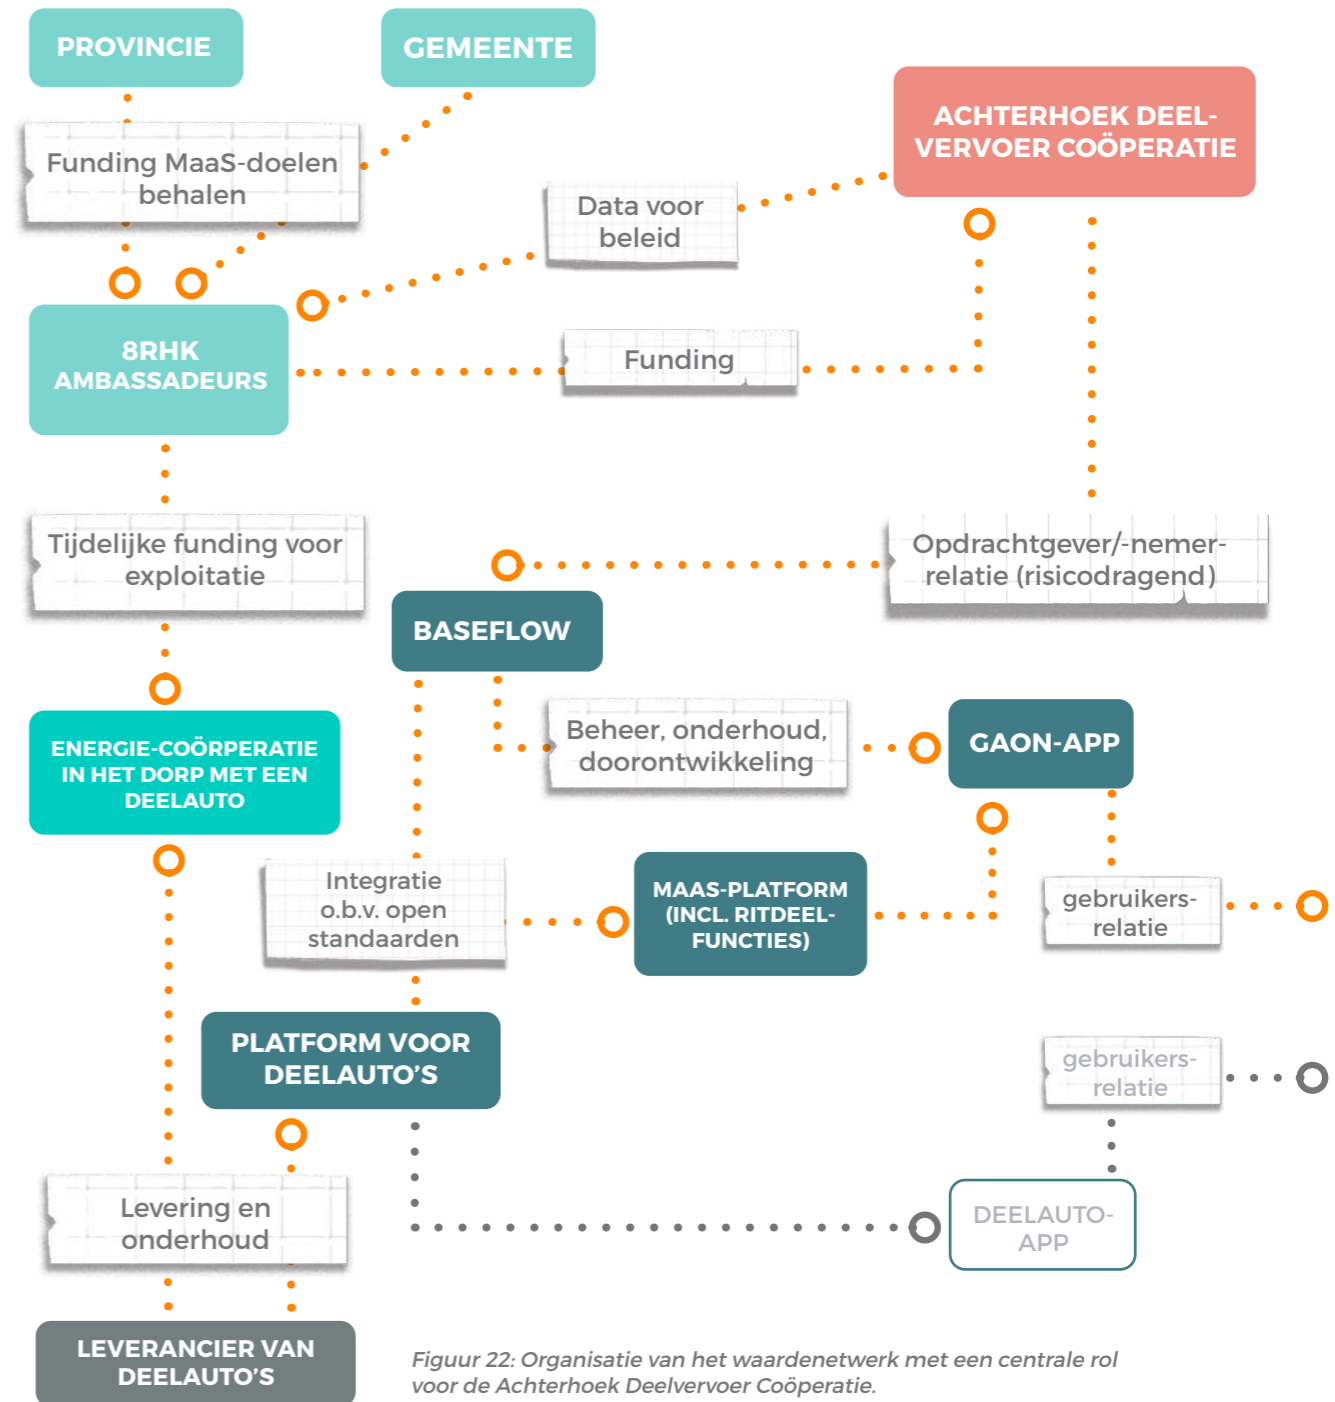 PROVINCIE
GEMEENTE
ACHTERHOEK DEEL-
VERVOER COÖPERATIE
Funding MaaS-doelen
behalen
Data voor
beleid
8RHK
AMBASSADEURS
Funding
Tijdelijke funding voor
exploitatie
Opdrachtgever/-nemer-
relatie (risicodragend)
BASEFLOW
ENERGIE-COÖRPERATIE
IN HET DORP MET EEN
DEELAUTO
Beheer, onderhoud,
doorontwikkeling
GAON-APP
Integratie
o.b.v. open
standaarden
MAAS-PLATFORM
(INCL. RITDEEL-
FUNCTIES)
gebruikers-
relatie
PLATFORM VOOR
DEELAUTO'S
gebruikers-
relatie
Levering en
onderhoud
DEELAUTO-
APP
LEVERANCIER VAN
DEELAUTO'S
Figuur 22: Organisatie van het waardenetwerk met een centrale rol
voor de Achterhoek Deelvervoer Coöperatie.